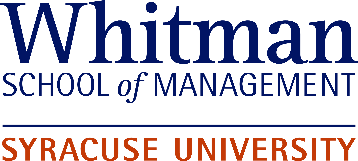 Whitman
SCHOOL of MANAGEMENT
SYRACUSE UNIVERSITY